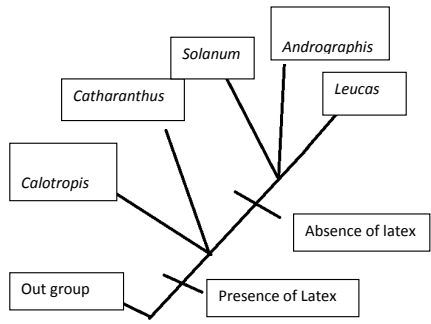 Andrographis
Solanum
Leucas
Catharanthus
Calotropis
Absence of latex
Out group
Presence of Latex